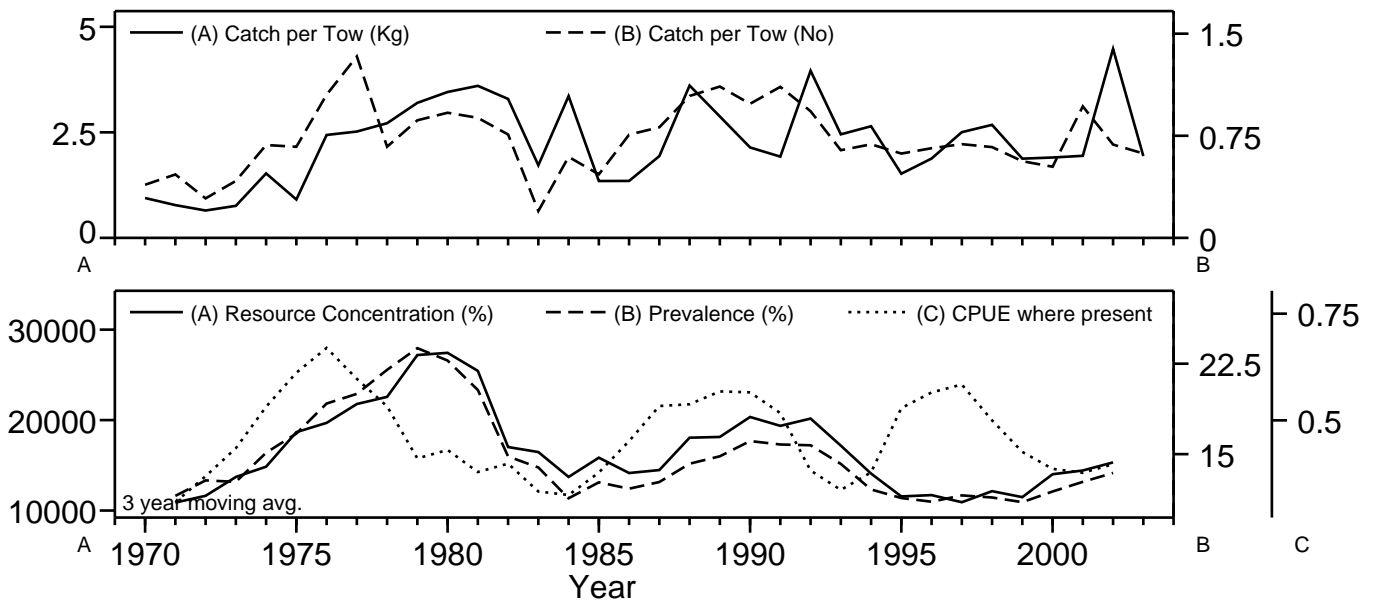 5
(A) Catch per Tow (Kg)
(B) Catch per Tow (No)
1.5
2.5
0.75
0
0
A
B
(A) Resource Concentration (%)
(B) Prevalence (%)
(C) CPUE where present
30000
0.75
22.5
20000
0.5
15
3 year moving avg.
10000
A
1970
1975
1980
1985
1990
1995
2000
B
C
Year